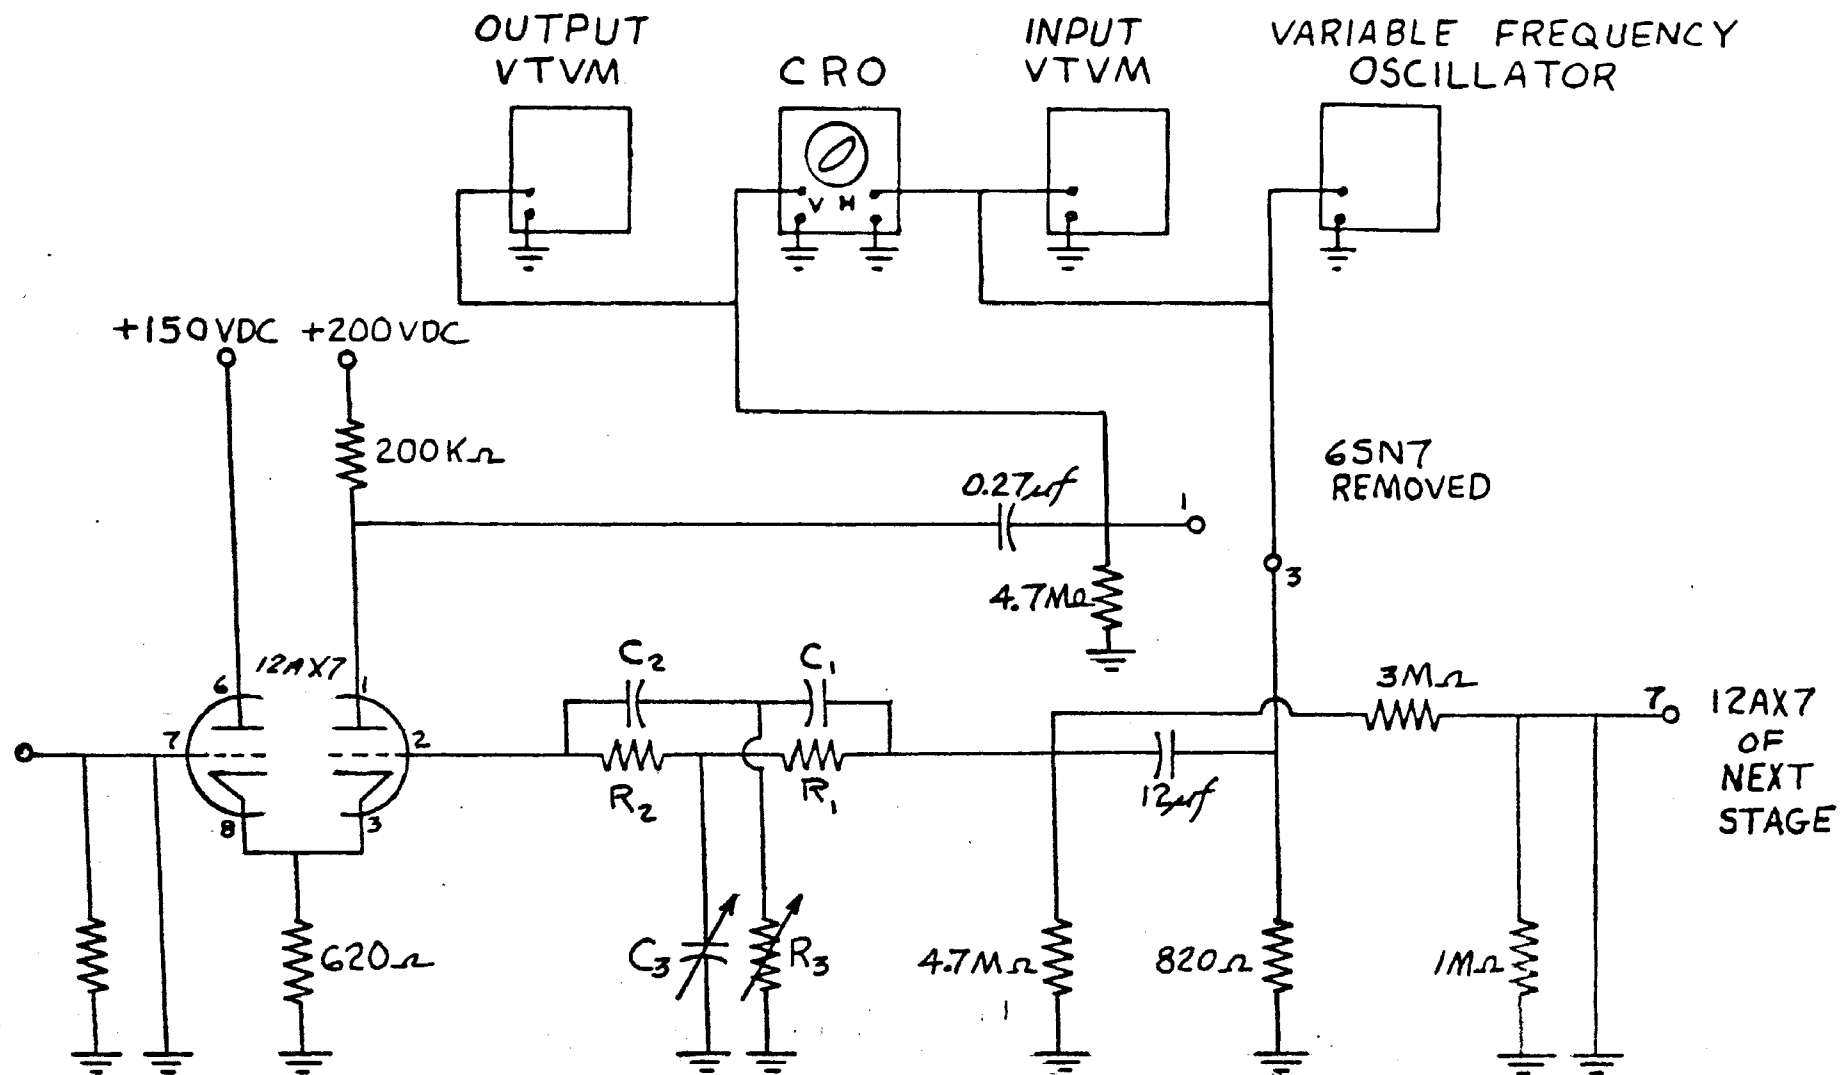 OUTPUT
VTVM
CRO
INPUT
VTVM
VARIABLE FREQUENCY
OSCILLATOR
V H
+150VDC
+200VDC
200KΩ
6SN7
REMOVED
0.27μf
1
3
4.7MΩ
12AX7
6
1
7
2
8
3
C2
C1
R2
R1
3MΩ
7
12AX7
OF
NEXT
STAGE
12μf
620Ω
C3
R3
4.7MΩ
820Ω
1MΩ